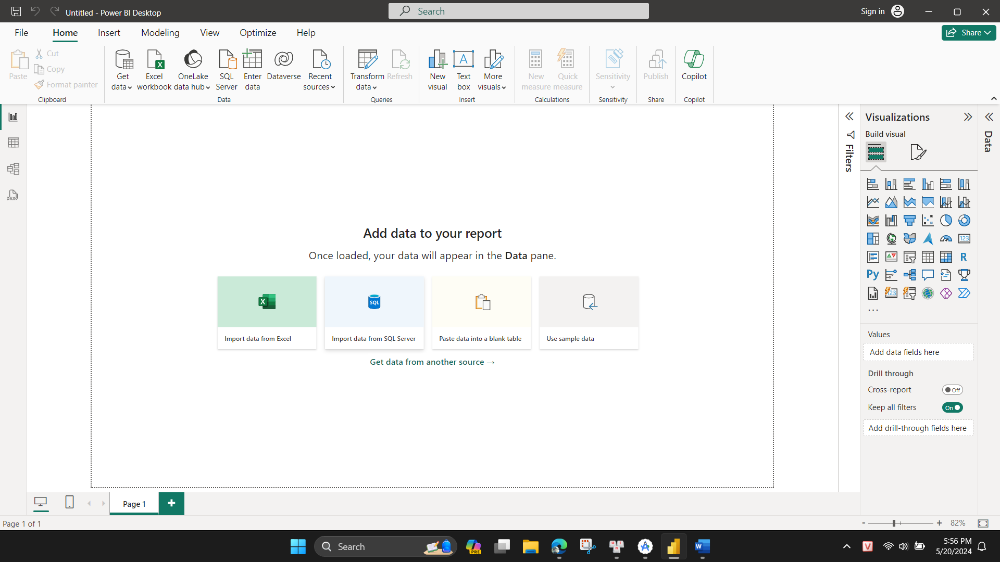 Untitled - Power BI Desktop
Search
Sign in
File
Home
Insert
Modeling
View
Optimize
Help
Share
Paste
Cut
Copy
Format painter
Clipboard
Get
data
Excel
workbook
OneLake
data hub
SQL
Server
Enter
data
Dataverse
Recent
sources
Data
Transform
data
Refresh
Queries
New
visual
Text
box
More
visuals
Insert
New
measure
Quick
measure
Calculations
Sensitivity
Sensitivity
Publish
Share
Copilot
Copilot
DAX
Add data to your report
Once loaded, your data will appear in the Data pane.
SQL
Import data from Excel
Import data from SQL Server
Paste data into a blank table
Use sample data
Get data from another source →
Filters
Visualizations
Build visual
123
R
Py
123
...
Values
Add data fields here
Drill through
Cross-report
Off
Keep all filters
On
Add drill-through fields here
Data
Page 1
Page 1 of 1
- + 82%
Search
PRE
5:56 PM
5/20/2024